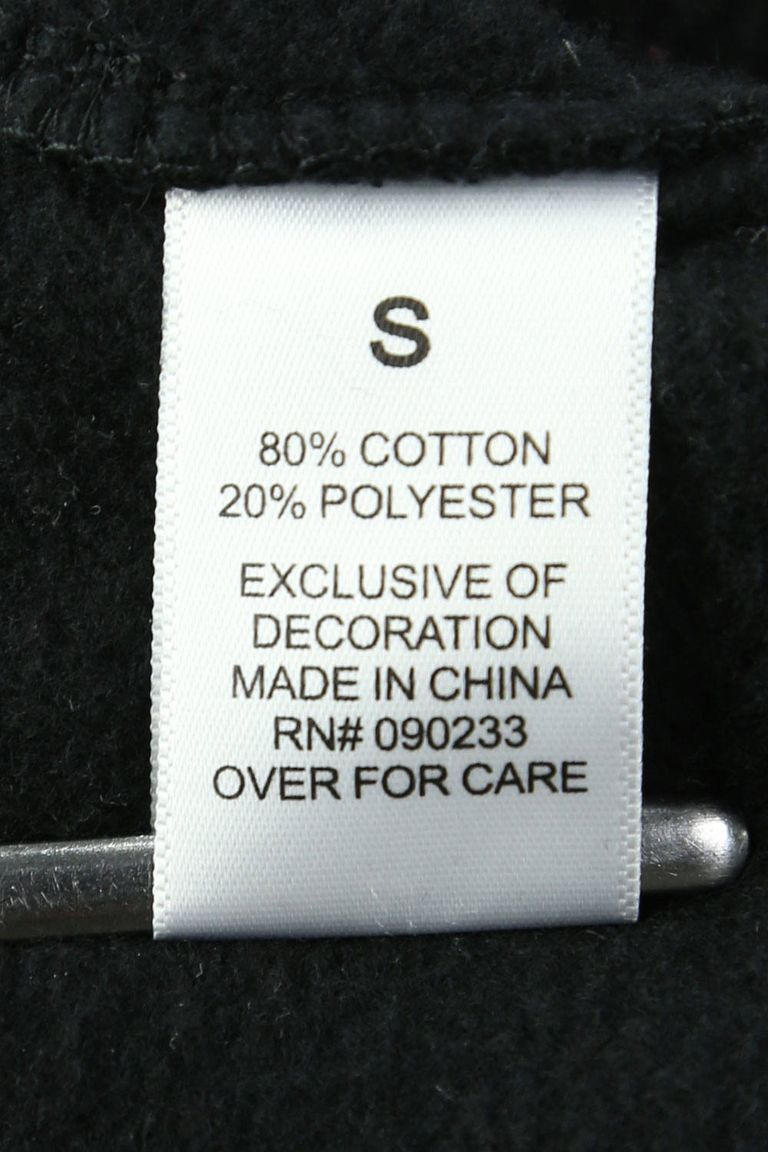 S
80% COTTON
20% POLYESTER
EXCLUSIVE OF
DECORATION
MADE IN CHINA
RN# 090233
OVER FOR CARE